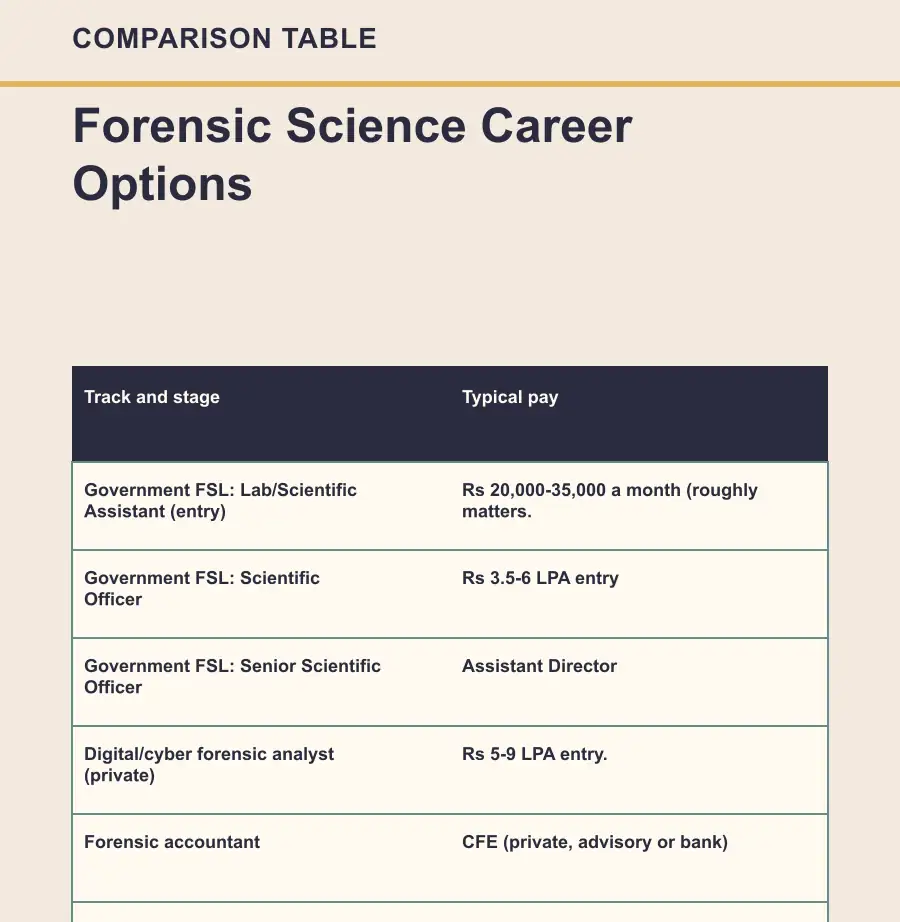 COMPARISON TABLE
Forensic Science Career
Options
Track and stage
Typical pay
Government FSL: Lab/Scientific
Assistant (entry)
Rs 20,000-35,000 a month (roughly
matters.
Government FSL: Scientific
Officer
Rs 3.5-6 LPA entry
Government FSL: Senior Scientific
Officer
Assistant Director
Digital/cyber forensic analyst
(private)
Rs 5-9 LPA entry.
Forensic accountant
CFE (private, advisory or bank)